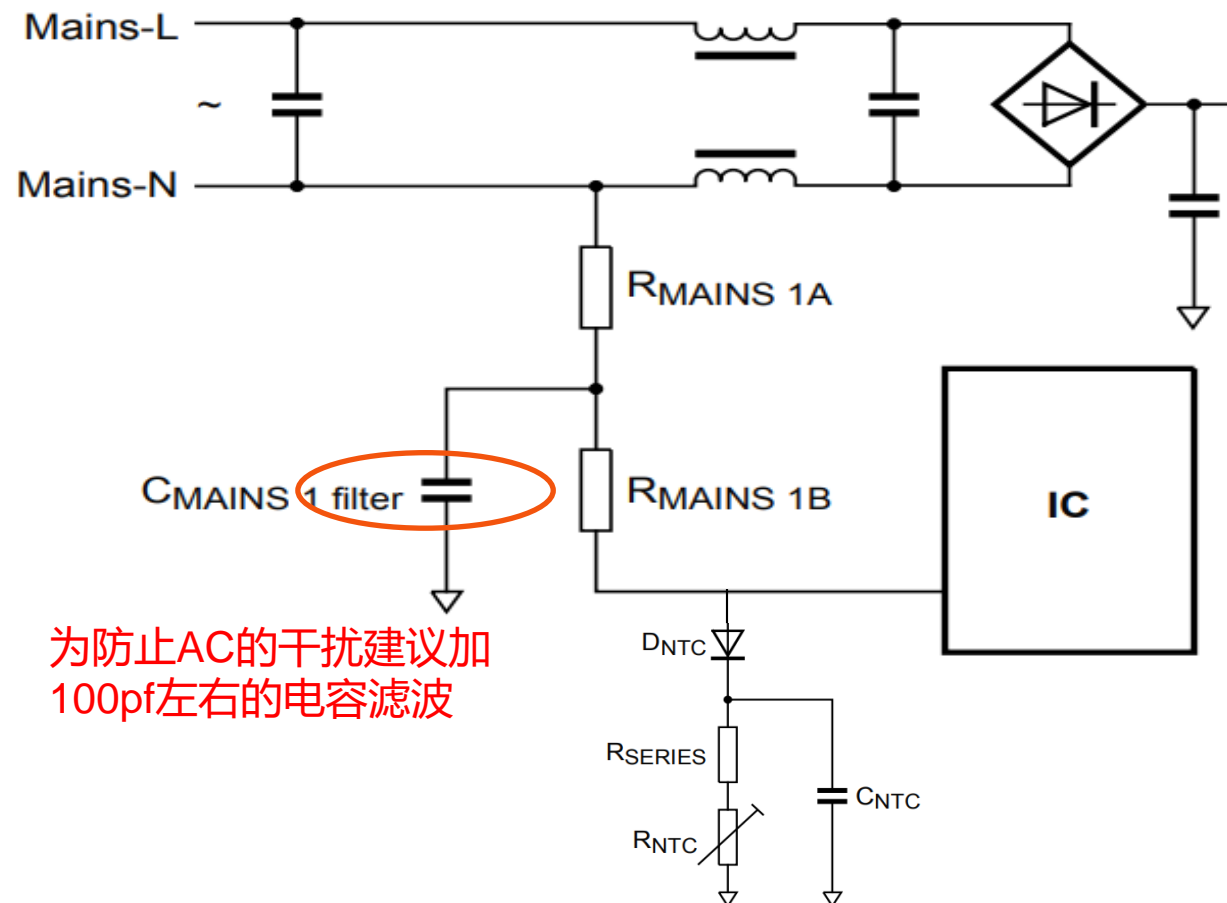 Mains-L
~
Mains-N
RMAINS 1A
CMAINS 1 filter
RMAINS 1B
IC
为防止AC的干扰建议加
100pf左右的电容滤波
DNTC
RSERIES
CNTC
RNTC